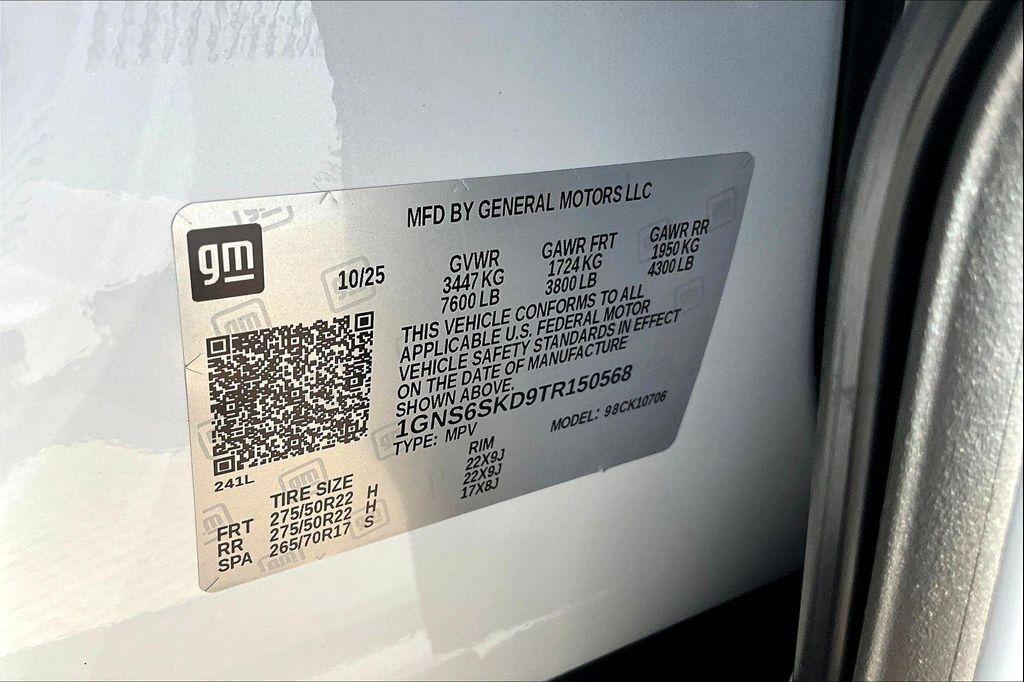 MFD BY GENERAL MOTORS LLC
gm
10/25
GVWR
3447 KG
7600 LB
GAWR FRT
1724 KG
3800 LB
GAWR RR
1950 KG
4300 LB
THIS VEHICLE CONFORMS TO ALL
APPLICABLE U.S. FEDERAL MOTOR
VEHICLE SAFETY STANDARDS IN EFFECT
ON THE DATE OF MANUFACTURE
SHOWN ABOVE.
1GNS6SKD9TR150568
TYPE: MPV
MODEL: 98CK10706
241L
TIRE SIZE
RIM
FRT 275/50R22 H 22X9J
RR 275/50R22 H 22X9J
SPA 265/70R17 S 17X8J